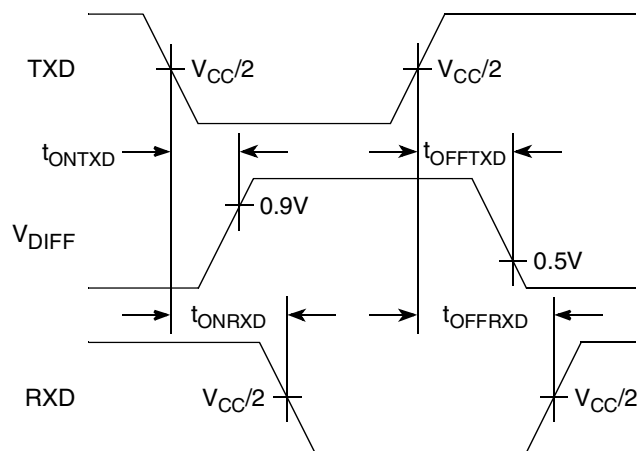 TXD
V_CC/2
V_CC/2
t_ONTXD
t_OFFTXD
V_DIFF
0.9V
0.5V
t_ONRXD
t_OFFRXD
RXD
V_CC/2
V_CC/2